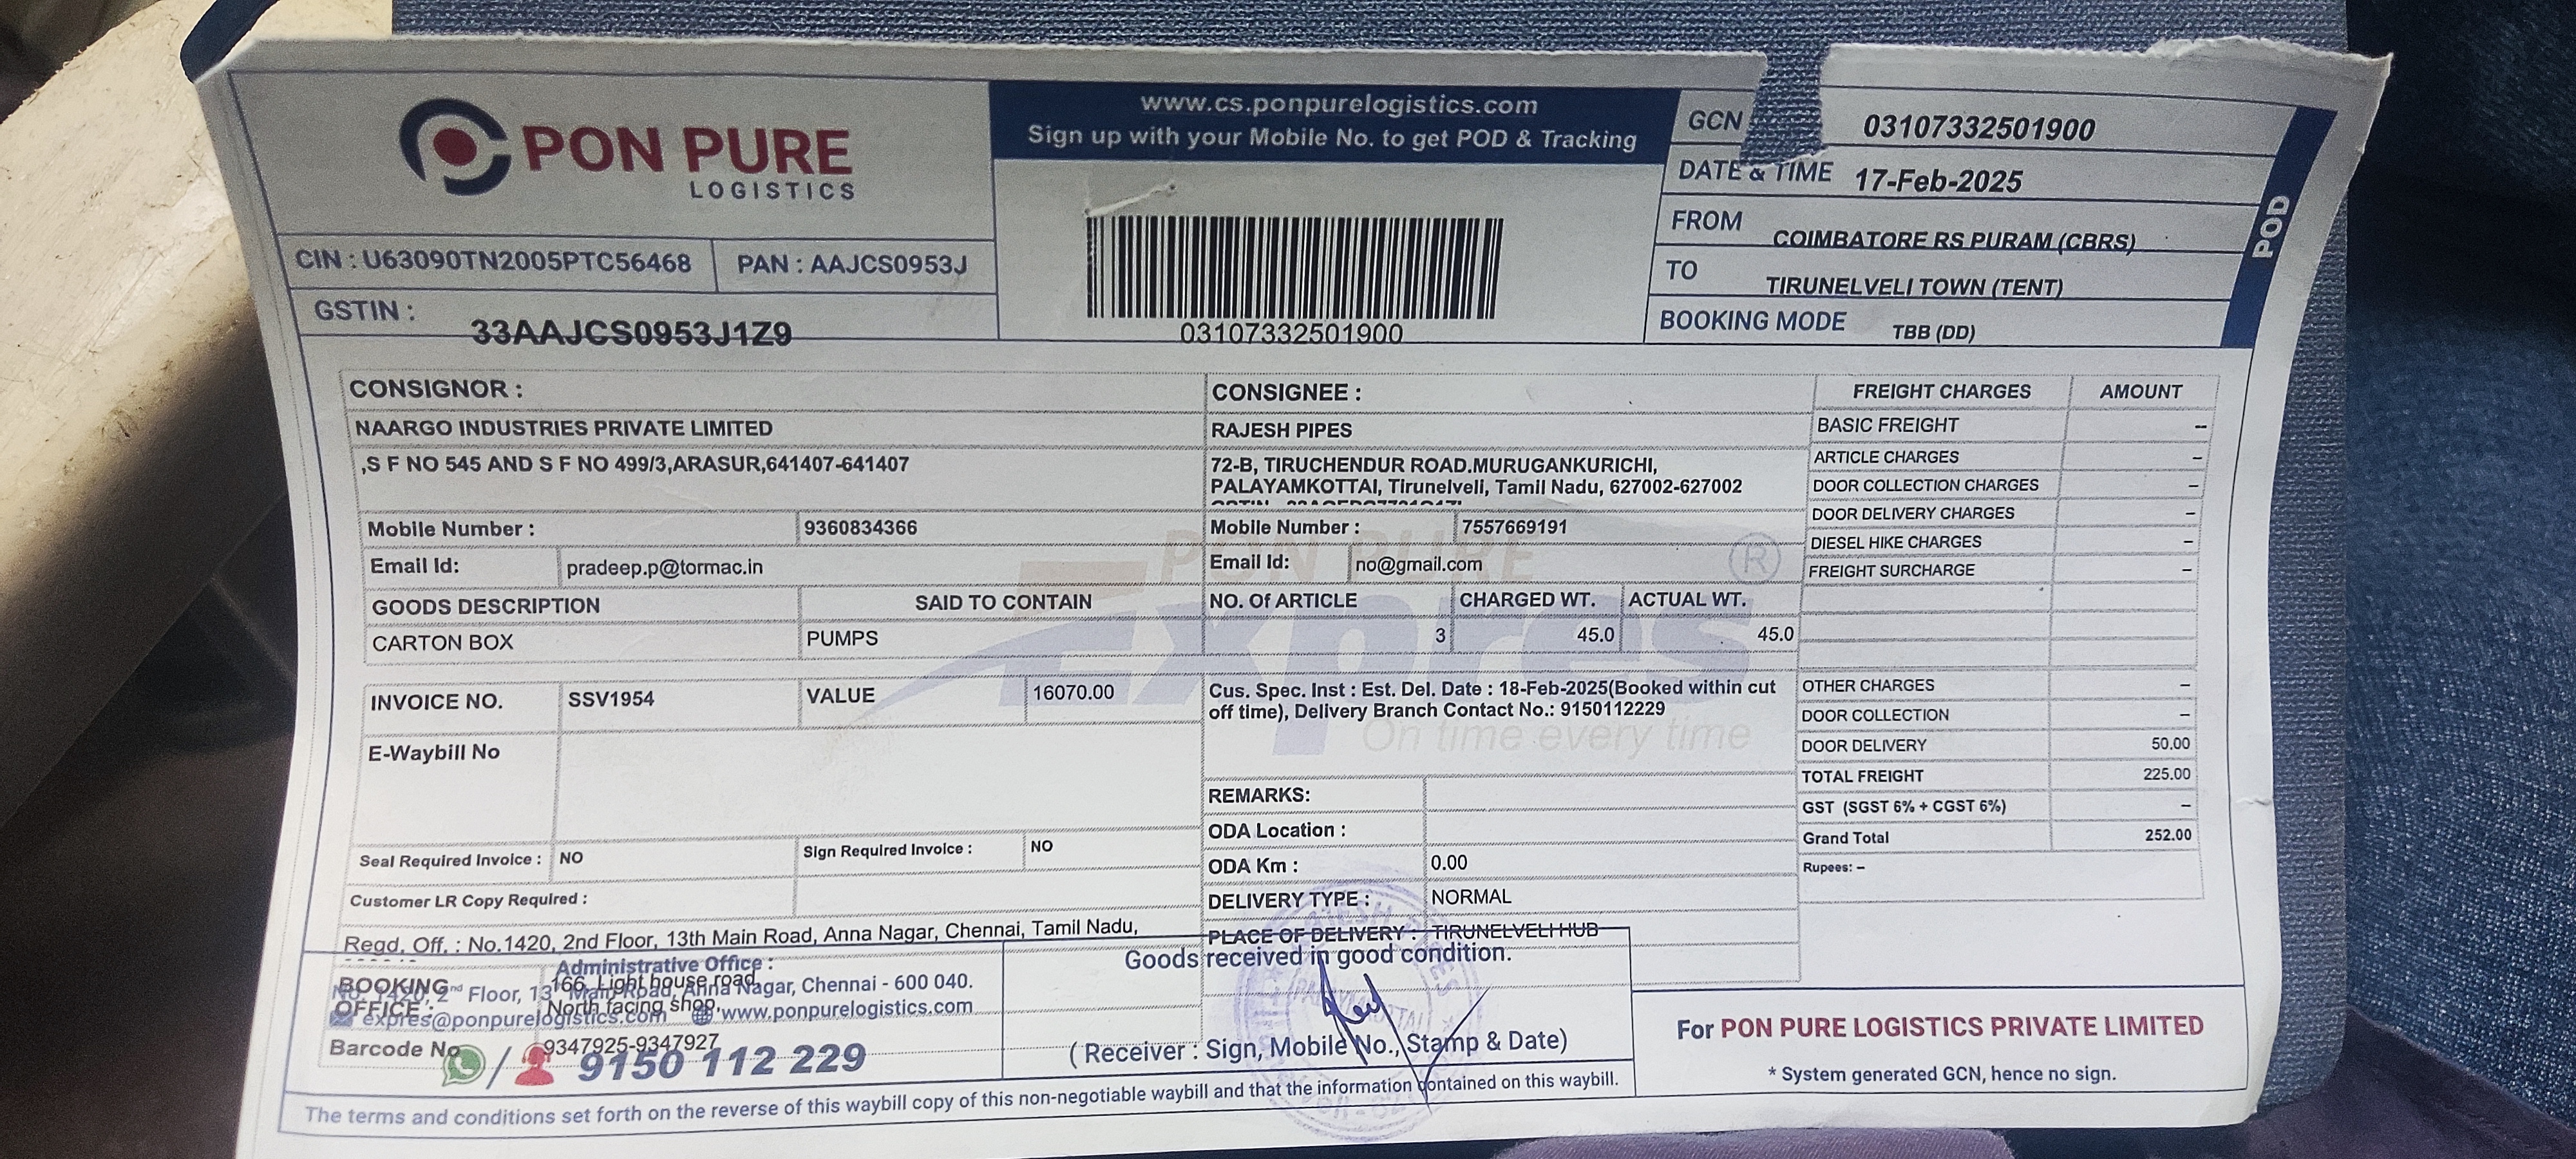 PON PURE
LOGISTICS
www.cs.ponpurelogistics.com
Sign up with your Mobile No. to get POD & Tracking
GCN 03107332501900
DATE & TIME 17-Feb-2025
FROM COIMBATORE RS PURAM (CBRS)
TO TIRUNELVELI TOWN (TENT)
BOOKING MODE TBB (DD)
POD
CIN : U63090TN2005PTC56468 PAN : AAJCS0953J
GSTIN : 33AAJCS0953J1Z9
03107332501900
CONSIGNOR :
NAARGO INDUSTRIES PRIVATE LIMITED
,S F NO 545 AND S F NO 499/3,ARASUR,641407-641407
Mobile Number : 9360834366
Email Id: pradeep.p@tormac.in
CONSIGNEE :
RAJESH PIPES
72-B, TIRUCHENDUR ROAD.MURUGANKURICHI,
PALAYAMKOTTAI, Tirunelveli, Tamil Nadu, 627002-627002
Mobile Number : 7557669191
Email Id: no@gmail.com
GOODS DESCRIPTION SAID TO CONTAIN NO. Of ARTICLE CHARGED WT. ACTUAL WT.
CARTON BOX PUMPS 3 45.0 45.0
PON PURE
Expres ®
On time every time
INVOICE NO. SSV1954 VALUE 16070.00
E-Waybill No
Seal Required Invoice : NO Sign Required Invoice : NO
Customer LR Copy Required :
Cus. Spec. Inst : Est. Del. Date : 18-Feb-2025(Booked within cut
off time), Delivery Branch Contact No.: 9150112229
REMARKS:
ODA Location :
ODA Km : 0.00
DELIVERY TYPE : NORMAL
PLACE OF DELIVERY : TIRUNELVELI HUB
FREIGHT CHARGES AMOUNT
BASIC FREIGHT --
ARTICLE CHARGES –
DOOR COLLECTION CHARGES –
DOOR DELIVERY CHARGES –
DIESEL HIKE CHARGES –
FREIGHT SURCHARGE –
OTHER CHARGES –
DOOR COLLECTION –
DOOR DELIVERY 50.00
TOTAL FREIGHT 225.00
GST (SGST 6% + CGST 6%) –
Grand Total 252.00
Rupees: –
Regd, Off. : No.1420, 2nd Floor, 13th Main Road, Anna Nagar, Chennai, Tamil Nadu,
Administrative Office :
No. 1420, 2nd Floor, 13th Main Road, Anna Nagar, Chennai - 600 040.
expres@ponpurelogistics.com www.ponpurelogistics.com
BOOKING OFFICE : 166, Light house road,
North facing shop,
Barcode No 9347925-9347927
/ 9150 112 229
Goods received in good condition.
( Receiver : Sign, Mobile No., Stamp & Date)
For PON PURE LOGISTICS PRIVATE LIMITED
* System generated GCN, hence no sign.
The terms and conditions set forth on the reverse of this waybill copy of this non-negotiable waybill and that the information contained on this waybill.